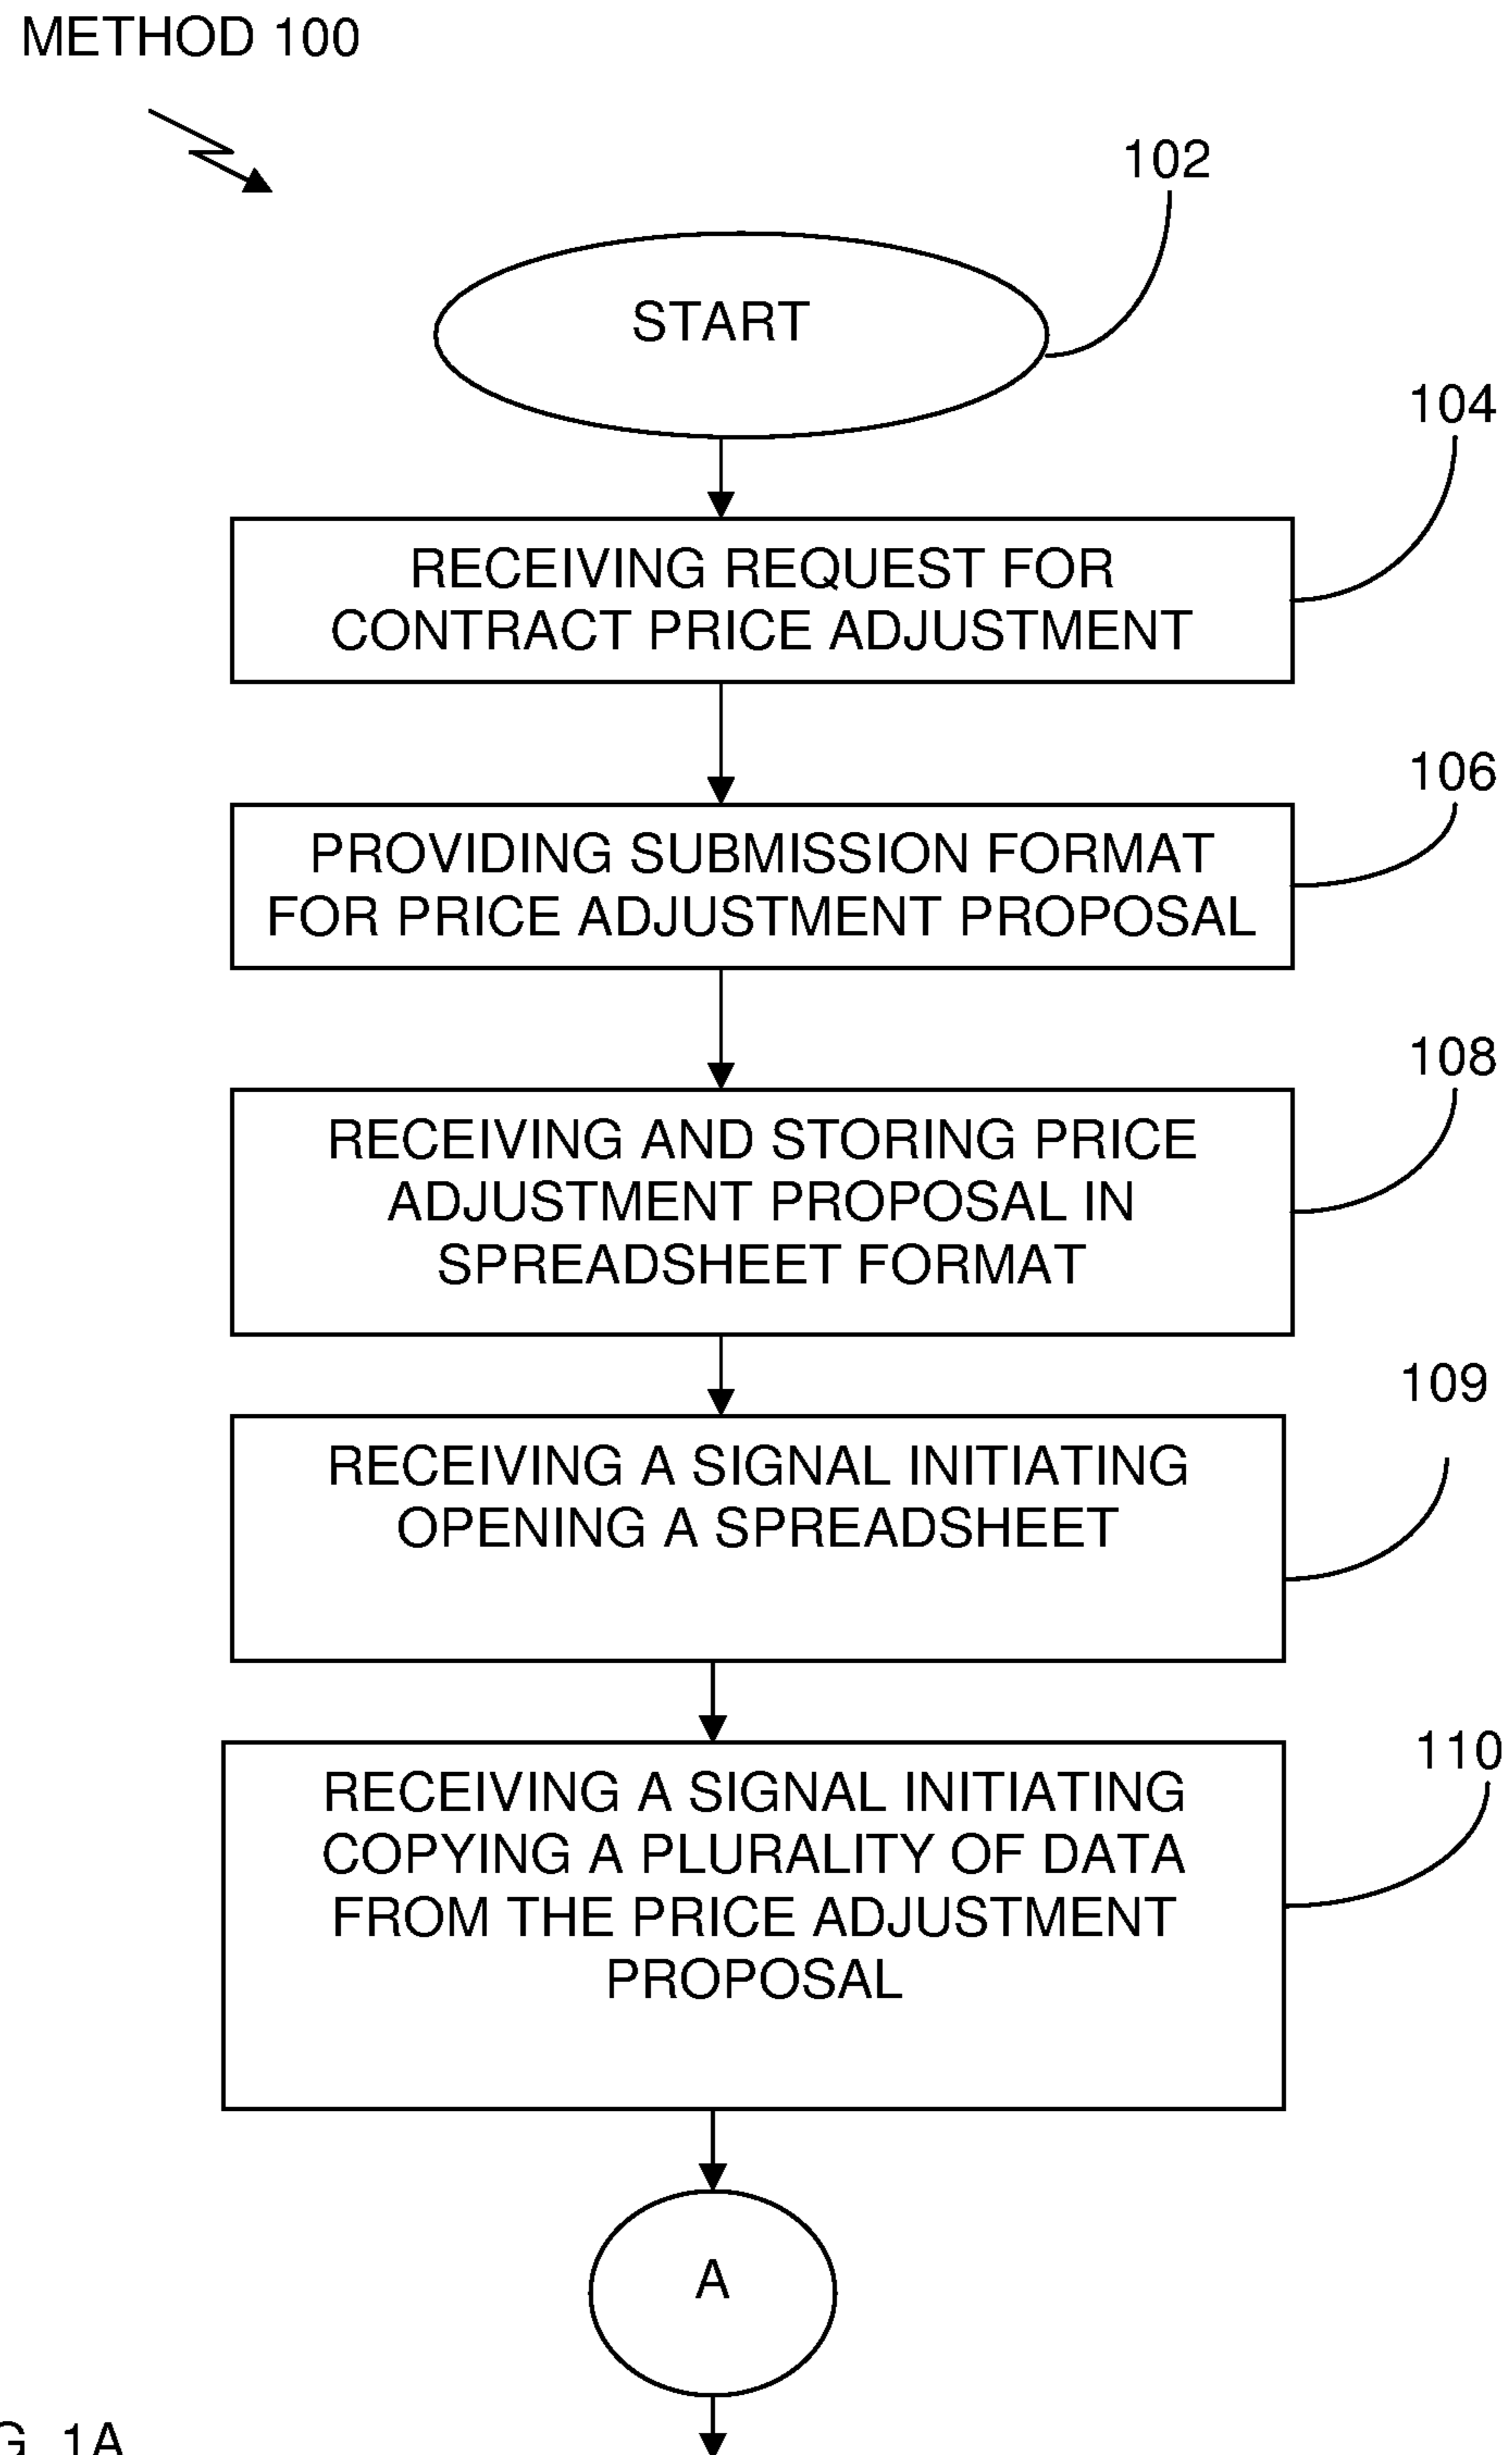 METHOD 100
102
START
104
RECEIVING REQUEST FOR
CONTRACT PRICE ADJUSTMENT
106
PROVIDING SUBMISSION FORMAT
FOR PRICE ADJUSTMENT PROPOSAL
108
RECEIVING AND STORING PRICE
ADJUSTMENT PROPOSAL IN
SPREADSHEET FORMAT
109
RECEIVING A SIGNAL INITIATING
OPENING A SPREADSHEET
110
RECEIVING A SIGNAL INITIATING
COPYING A PLURALITY OF DATA
FROM THE PRICE ADJUSTMENT
PROPOSAL
A
1A